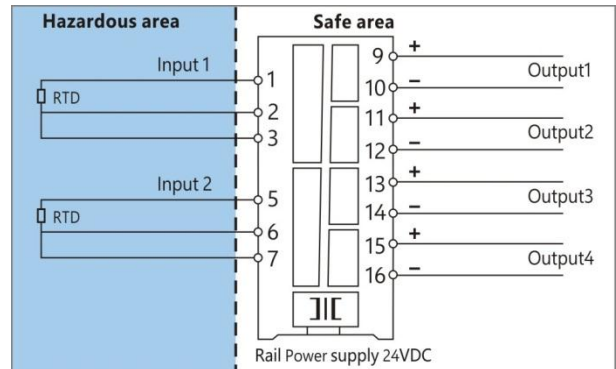 Hazardous area
Safe area
Input 1
RTD
1
2
3
Input 2
RTD
5
6
7
9 +
10 −
Output1
11 +
12 −
Output2
13 +
14 −
Output3
15 +
16 −
Output4
Rail Power supply 24VDC